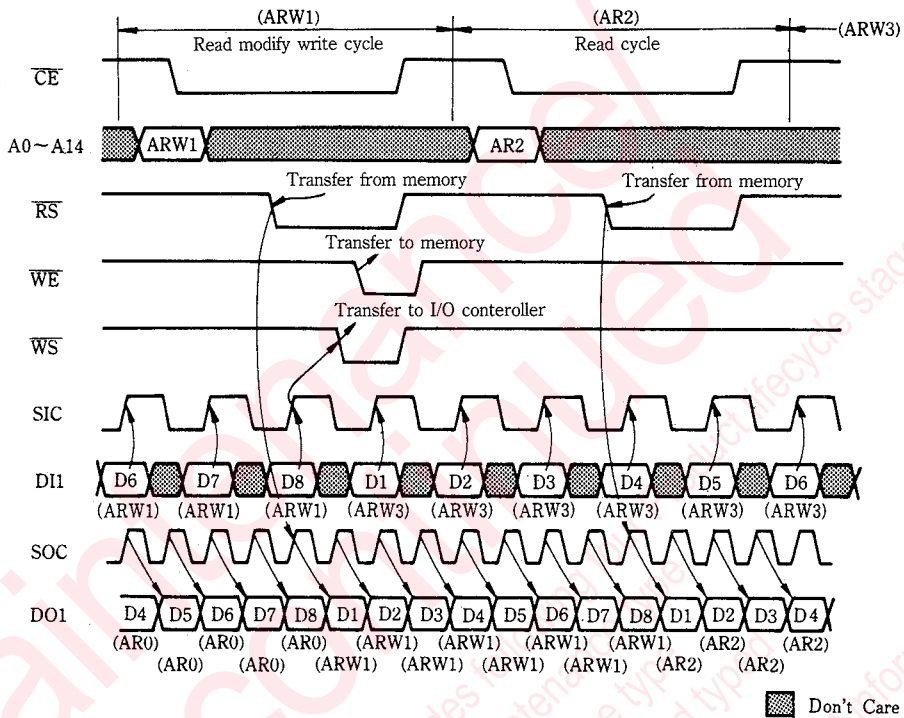 (ARW1) (AR2) (ARW3)
Read modify write cycle Read cycle
CE
A0~A14 ARW1 AR2
Transfer from memory Transfer from memory
RS
Transfer to memory
WE
Transfer to I/O conteroller
WS
SIC
DI1 D6 D7 D8 D1 D2 D3 D4 D5 D6
(ARW1) (ARW1) (ARW1) (ARW3) (ARW3) (ARW3) (ARW3) (ARW3) (ARW3)
SOC
DO1 D4 D5 D6 D7 D8 D1 D2 D3 D4 D5 D6 D7 D8 D1 D2 D3 D4
(AR0) (AR0) (AR0) (ARW1) (ARW1) (ARW1) (ARW1) (AR2) (AR2)
(AR0) (AR0) (ARW1) (ARW1) (ARW1) (ARW1) (AR2) (AR2)
Don't Care